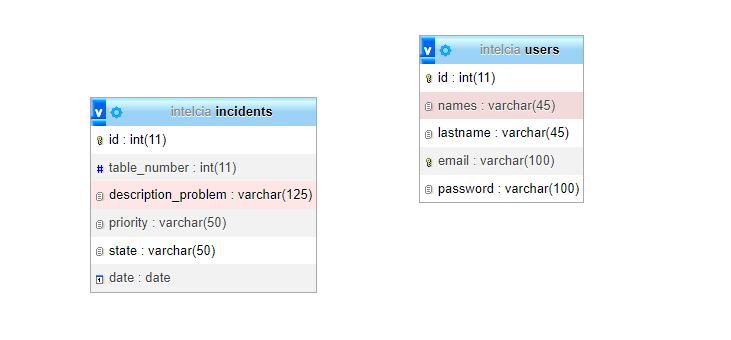 v intelcia incidents
id : int(11)
# table_number : int(11)
description_problem : varchar(125)
priority : varchar(50)
state : varchar(50)
date : date
v intelcia users
id : int(11)
names : varchar(45)
lastname : varchar(45)
email : varchar(100)
password : varchar(100)